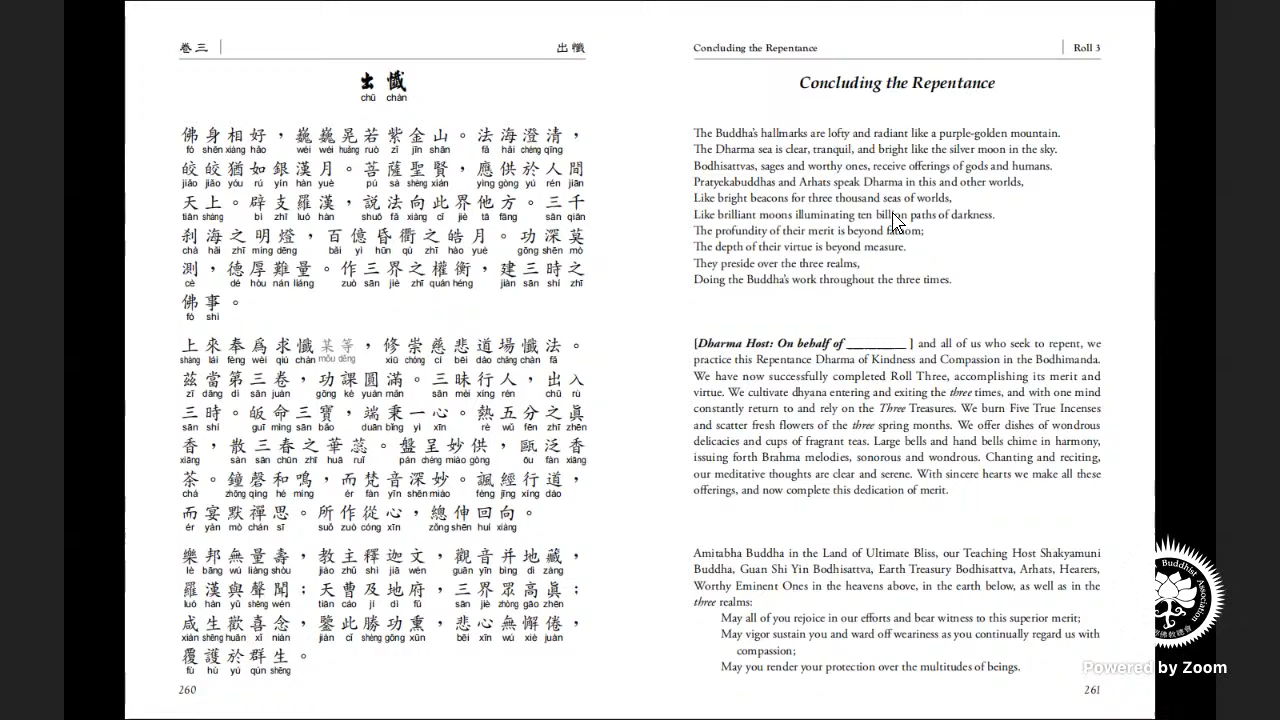 卷三
出懺
出懺
chū chàn
佛身相好，巍巍晃若紫金山。法海澄清，
fó shēn xiàng hǎo wéi wéi huǎng ruò zǐ jīn shān fǎ hǎi chéng qīng
皎皎猶如銀漢月。菩薩聖賢，應供於人間
jiǎo jiǎo yóu rú yín hàn yuè pú sà shèng xián yìng gòng yú rén jiān
天上。辟支羅漢，說法向此界他方。三千
tiān shàng bì zhī luó hàn shuō fǎ xiàng cǐ jiè tā fāng sān qiān
剎海之明燈，百億昏衢之皓月。功深莫
chà hǎi zhī míng dēng bǎi yì hūn qú zhī hào yuè gōng shēn mò
測，德厚難量。作三界之權衡，建三時之
cè dé hòu nán liáng zuò sān jiè zhī quán héng jiàn sān shí zhī
佛事。
fó shì
上來奉為求懺某等，修崇慈悲道場懺法。
shàng lái fèng wèi qiú chàn mǒu děng xiū chóng cí bēi dào chǎng chàn fǎ
茲當第三卷，功課圓滿。三昧行人，出入
zī dāng dì sān juàn gōng kè yuán mǎn sān mèi xíng rén chū rù
三時。皈命三寶，端秉一心。熱五分之真
sān shí guī mìng sān bǎo duān bǐng yì xīn rè wǔ fēn zhī zhēn
香，散三春之華蕊。盤呈妙供，甌泛香
xiāng sàn sān chūn zhī huā ruǐ pán chéng miào gòng ōu fàn xiāng
茶。鐘磬和鳴，而梵音深妙。諷經行道，
chá zhōng qìng hé míng ér fàn yīn shēn miào fèng jīng xíng dào
而宴默禪思。所作從心，總伸回向。
ér yàn mò chán sī suǒ zuò cóng xīn zǒng shēn huí xiàng
樂邦無量壽，教主釋迦文，觀音并地藏，
lè bāng wú liàng shòu jiào zhǔ shì jiā wén guān yīn bìng dì zàng
羅漢與聲聞；天曹及地府，三界眾高真；
luó hàn yǔ shēng wén tiān cáo jí dì fǔ sān jiè zhòng gāo zhēn
咸生歡喜念，鑒此勝功熏，悲心無懈倦，
xián shēng huān xǐ niàn jiàn cǐ shèng gōng xūn bēi xīn wú xiè juàn
覆護於群生。
fù hù yú qún shēng
260
Concluding the Repentance
Roll 3
Concluding the Repentance
The Buddha's hallmarks are lofty and radiant like a purple-golden mountain.
The Dharma sea is clear, tranquil, and bright like the silver moon in the sky.
Bodhisattvas, sages and worthy ones, receive offerings of gods and humans.
Pratyekabuddhas and Arhats speak Dharma in this and other worlds,
Like bright beacons for three thousand seas of worlds,
Like brilliant moons illuminating ten billion paths of darkness.
The profundity of their merit is beyond fathom;
The depth of their virtue is beyond measure.
They preside over the three realms,
Doing the Buddha's work throughout the three times.
[Dharma Host: On behalf of _________ ] and all of us who seek to repent, we
practice this Repentance Dharma of Kindness and Compassion in the Bodhimanda.
We have now successfully completed Roll Three, accomplishing its merit and
virtue. We cultivate dhyana entering and exiting the three times, and with one mind
constantly return to and rely on the Three Treasures. We burn Five True Incenses
and scatter fresh flowers of the three spring months. We offer dishes of wondrous
delicacies and cups of fragrant teas. Large bells and hand bells chime in harmony,
issuing forth Brahma melodies, sonorous and wondrous. Chanting and reciting,
our meditative thoughts are clear and serene. With sincere hearts we make all these
offerings, and now complete this dedication of merit.
Amitabha Buddha in the Land of Ultimate Bliss, our Teaching Host Shakyamuni
Buddha, Guan Shi Yin Bodhisattva, Earth Treasury Bodhisattva, Arhats, Hearers,
Worthy Eminent Ones in the heavens above, in the earth below, as well as in the
three realms:
May all of you rejoice in our efforts and bear witness to this superior merit;
May vigor sustain you and ward off weariness as you continually regard us with
compassion;
May you render your protection over the multitudes of beings.
261
Buddhist Association
Powered by Zoom